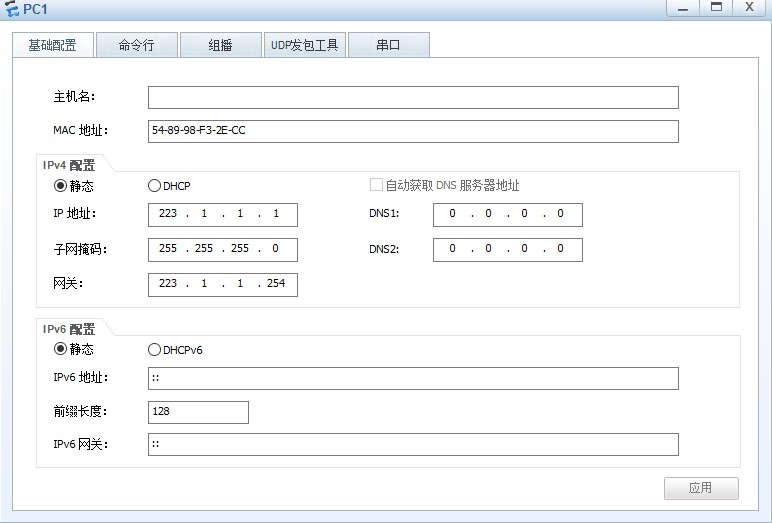 PC1
基础配置 命令行 组播 UDP发包工具 串口
主机名：
MAC 地址： 54-89-98-F3-2E-CC
IPv4 配置
静态 DHCP 自动获取 DNS 服务器地址
IP 地址： 223 . 1 . 1 . 1 DNS1: 0 . 0 . 0 . 0
子网掩码： 255 . 255 . 255 . 0 DNS2: 0 . 0 . 0 . 0
网关： 223 . 1 . 1 . 254
IPv6 配置
静态 DHCPv6
IPv6 地址： ::
前缀长度： 128
IPv6 网关： ::
应用